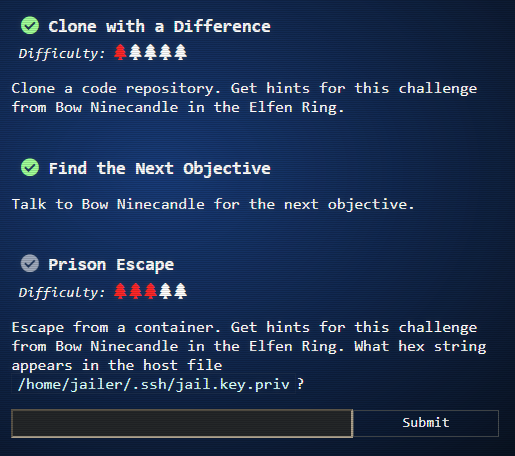 Clone with a Difference
Difficulty:
Clone a code repository. Get hints for this challenge
from Bow Ninecandle in the Elfen Ring.
Find the Next Objective
Talk to Bow Ninecandle for the next objective.
Prison Escape
Difficulty:
Escape from a container. Get hints for this challenge
from Bow Ninecandle in the Elfen Ring. What hex string
appears in the host file
/home/jailer/.ssh/jail.key.priv ?
Submit